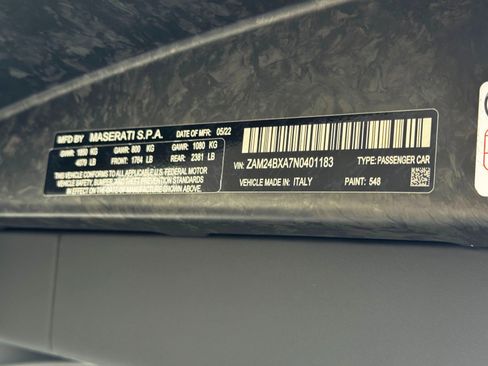 MFD BY: MASERATI S.P.A. DATE OF MFR: 05/22
GVWR: KG GAWR: 800 KG GAWR: 1080 KG
LB FRONT: 1764 LB REAR: 2381 LB
THIS VEHICLE CONFORMS TO ALL APPLICABLE U.S. FEDERAL MOTOR
VEHICLE SAFETY, BUMPER, AND THEFT PREVENTION STANDARDS
IN EFFECT ON THE DATE OF MANUFACTURE SHOWN ABOVE
VIN: ZAM24BXA7N0401183 TYPE: PASSENGER CAR
VEHICLE MADE IN: ITALY PAINT: 548